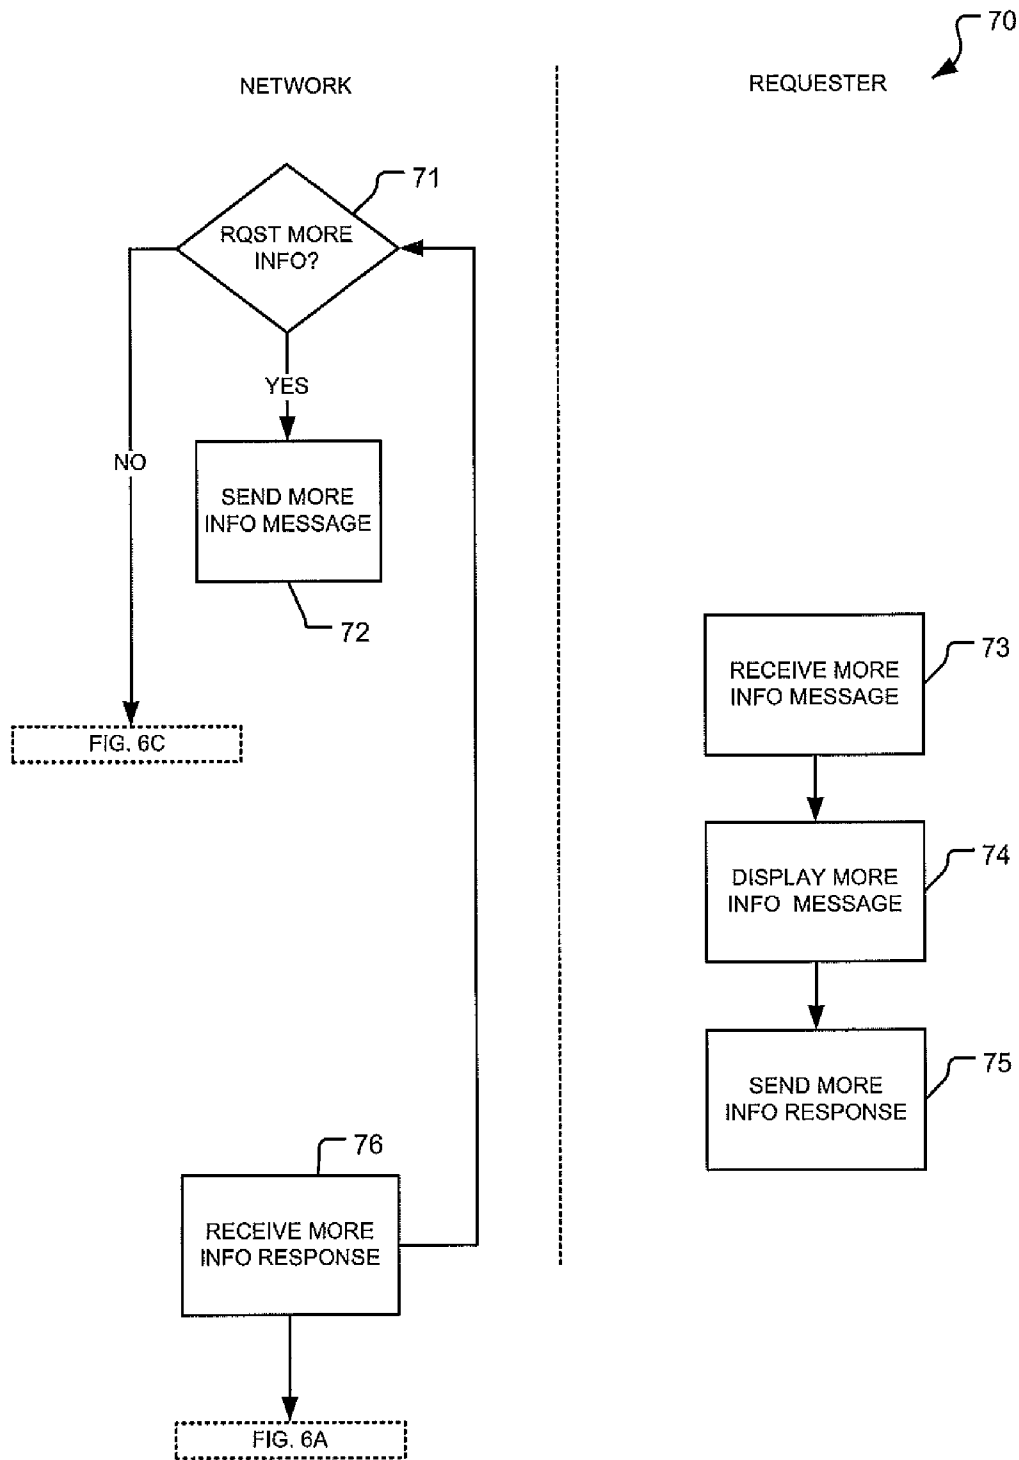 70
NETWORK
REQUESTER
71
RQST MORE
INFO?
YES
NO
SEND MORE
INFO MESSAGE
72
FIG. 6C
73
RECEIVE MORE
INFO MESSAGE
74
DISPLAY MORE
INFO MESSAGE
75
SEND MORE
INFO RESPONSE
76
RECEIVE MORE
INFO RESPONSE
FIG. 6A